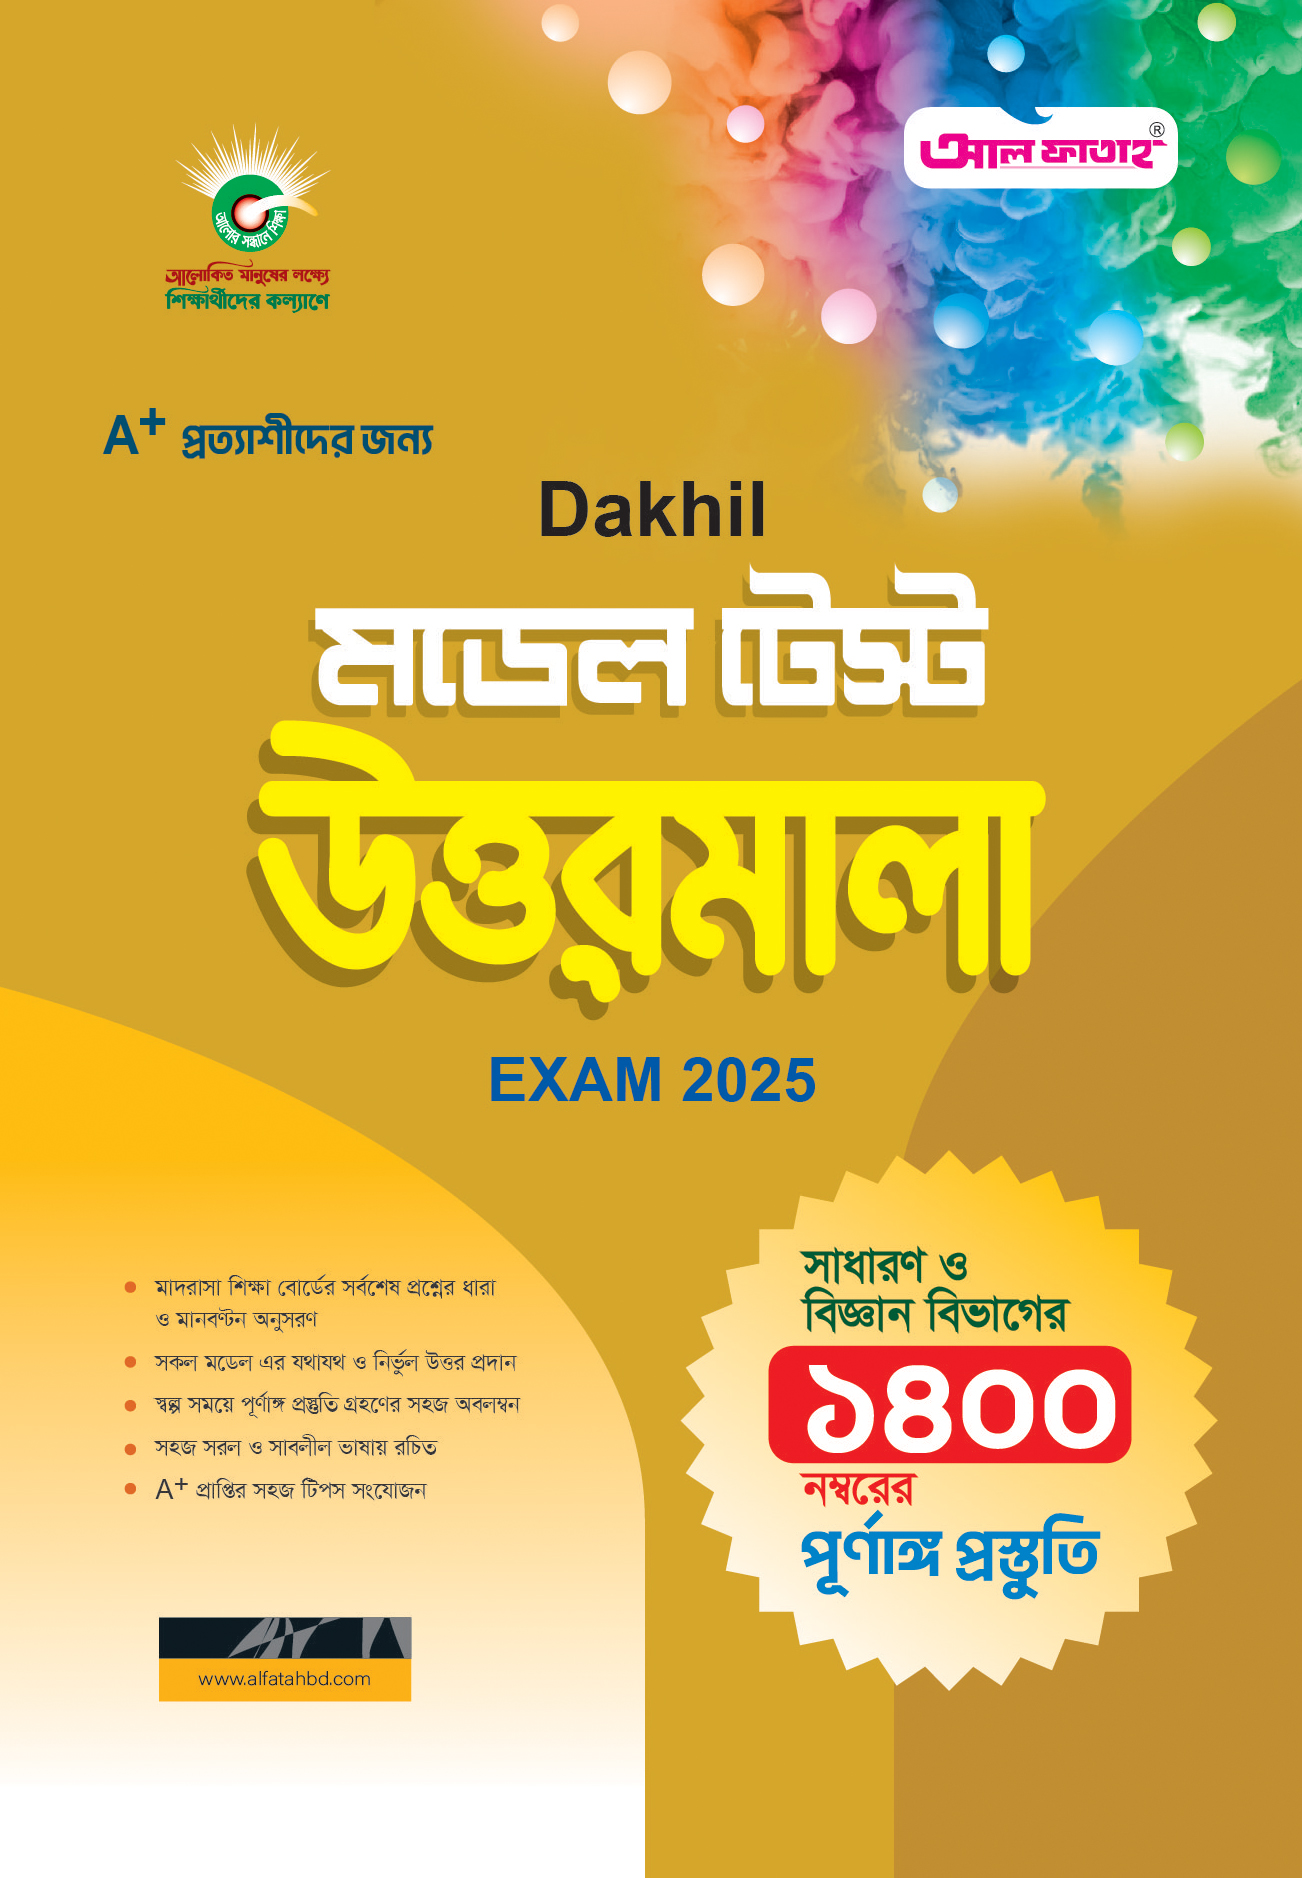 আল ফাতাহ®
আলোর সন্ধানে শিক্ষা
আলোকিত মানুষের লক্ষ্যে
শিক্ষার্থীদের কল্যাণে
A+ প্রত্যাশীদের জন্য
Dakhil
মডেল টেস্ট
উত্তরমালা
EXAM 2025
মাদরাসা শিক্ষা বোর্ডের সর্বশেষ প্রশ্নের ধারা
ও মানবণ্টন অনুসরণ
সকল মডেল এর যথাযথ ও নির্ভুল উত্তর প্রদান
স্বল্প সময়ে পূর্ণাঙ্গ প্রস্তুতি গ্রহণের সহজ অবলম্বন
সহজ সরল ও সাবলীল ভাষায় রচিত
A+ প্রাপ্তির সহজ টিপস সংযোজন
সাধারণ ও
বিজ্ঞান বিভাগের
১৪০০
নম্বরের
পূর্ণাঙ্গ প্রস্তুতি
www.alfatahbd.com